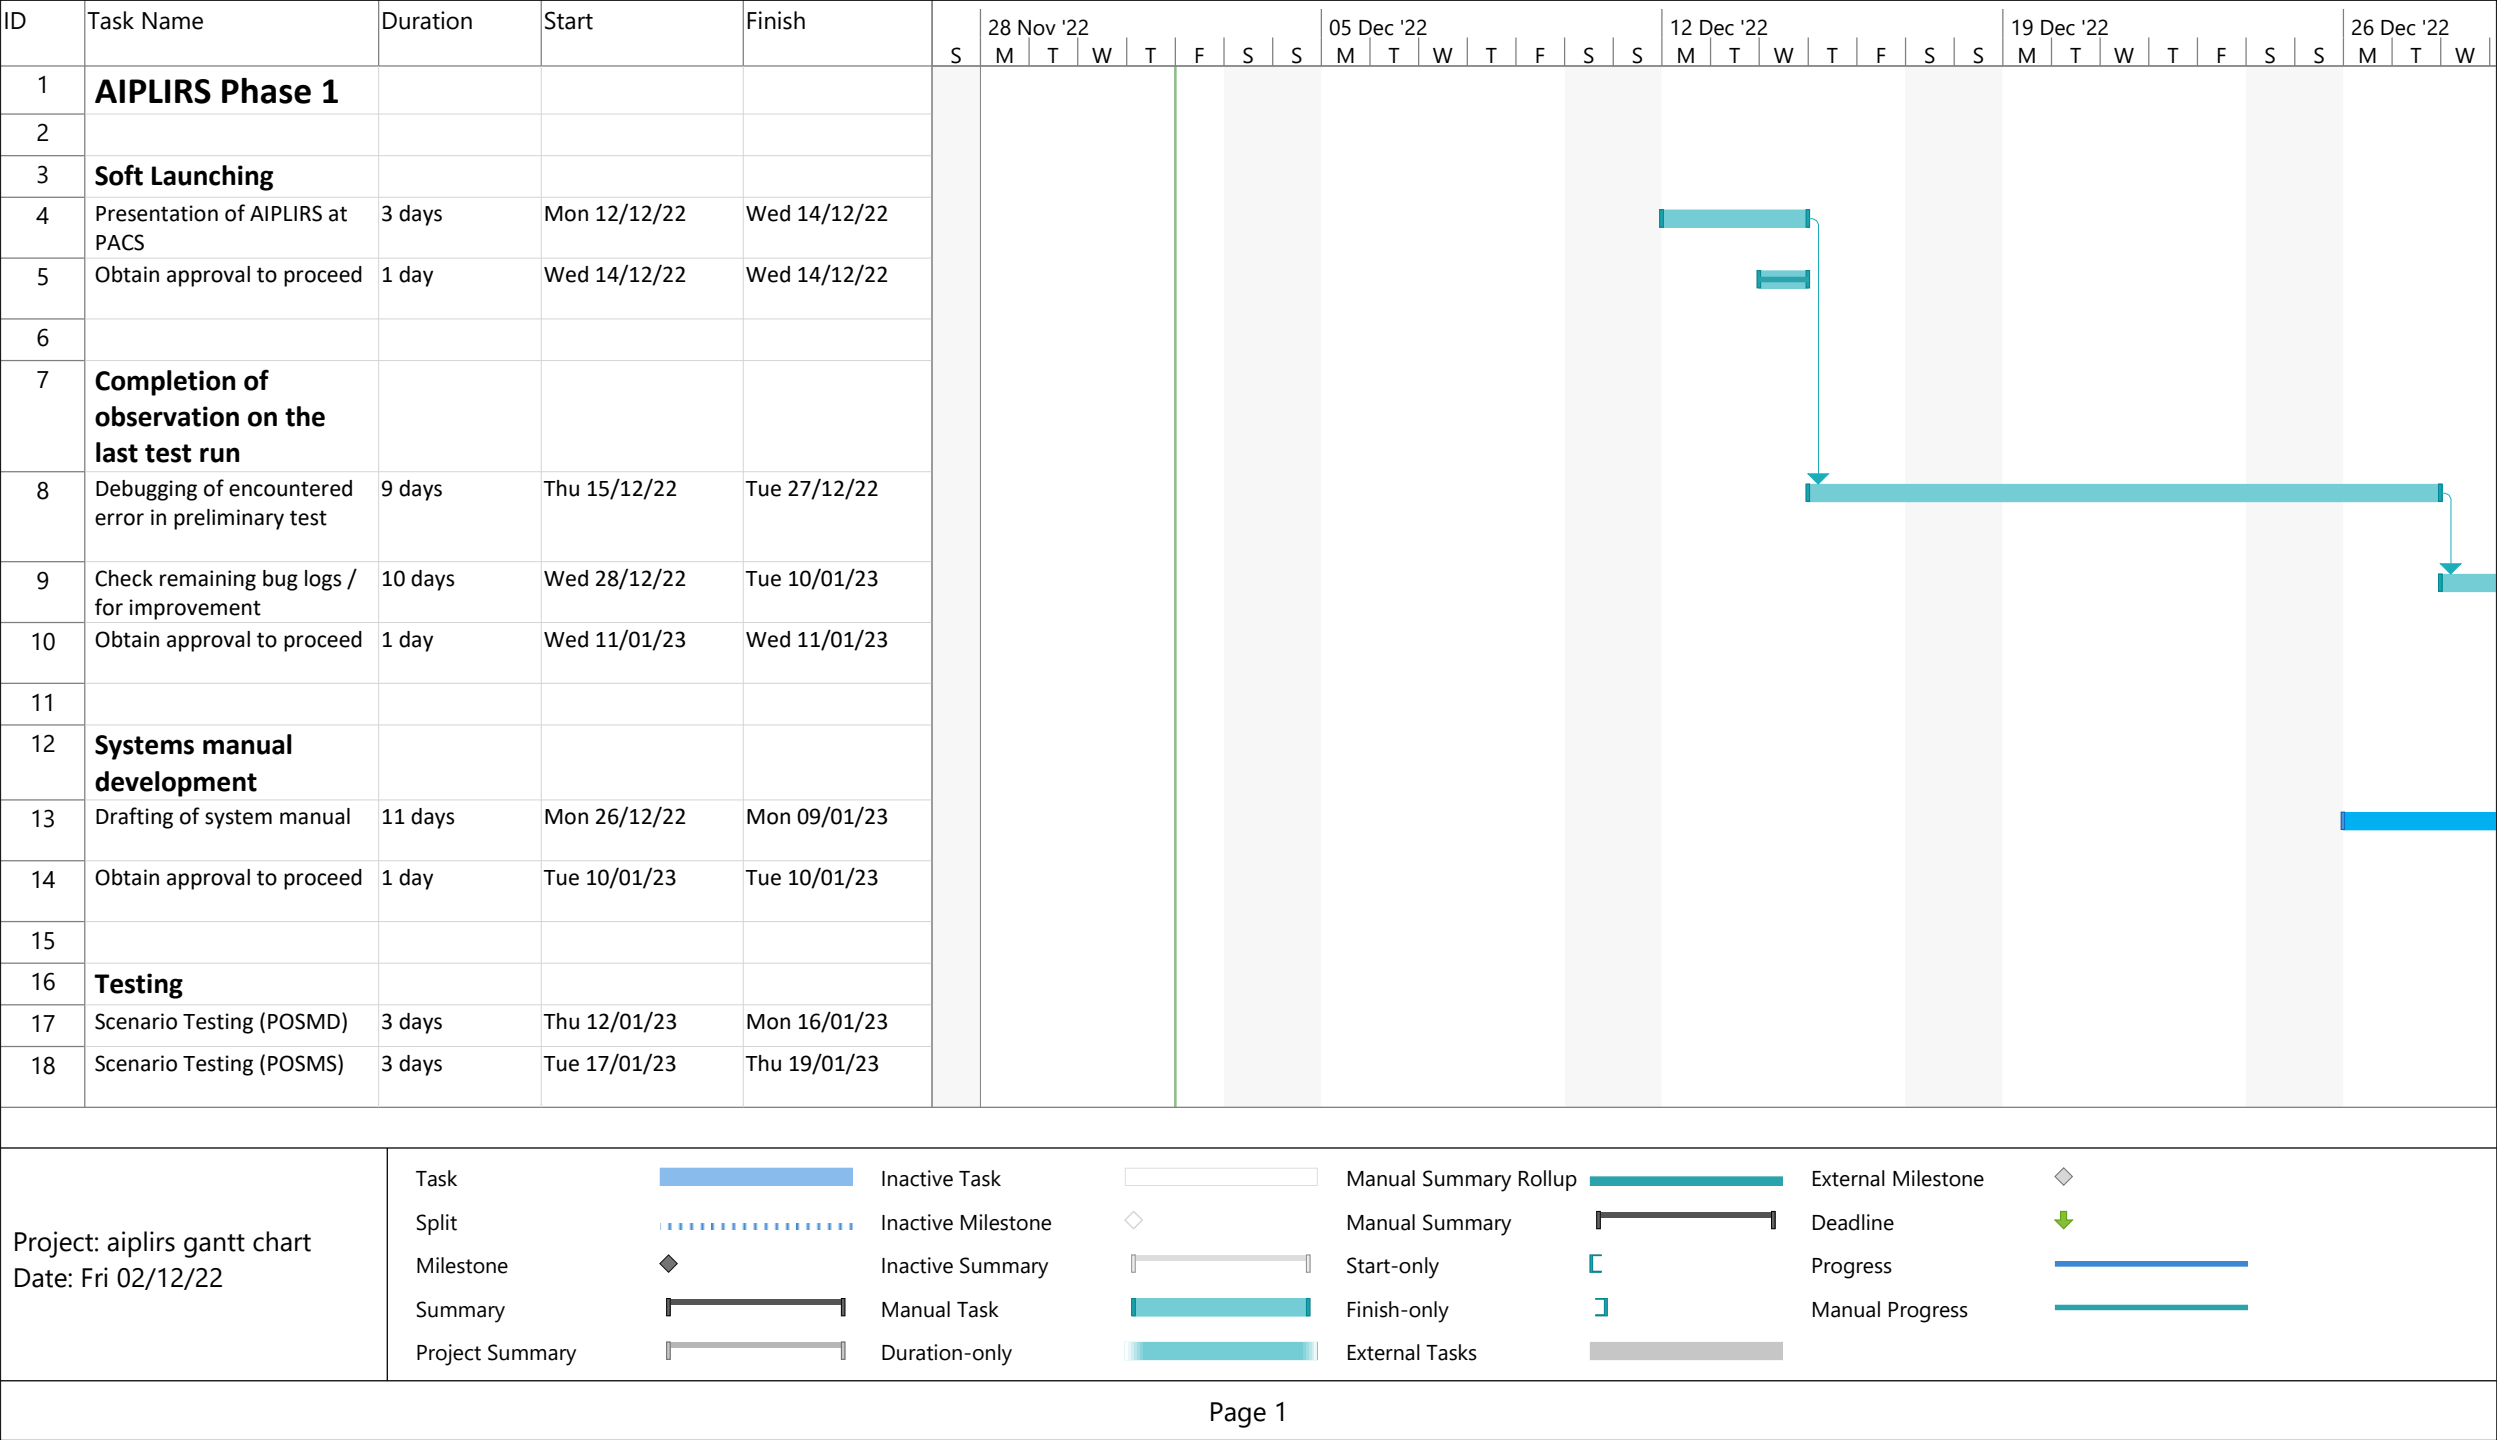 ID Task Name Duration Start Finish
28 Nov '22 05 Dec '22 12 Dec '22 19 Dec '22 26 Dec '22
S M T W T F S S M T W T F S S M T W T F S S M T W T F S S M T W
1 AIPLIRS Phase 1
2
3 Soft Launching
4 Presentation of AIPLIRS at 3 days Mon 12/12/22 Wed 14/12/22
PACS
5 Obtain approval to proceed 1 day Wed 14/12/22 Wed 14/12/22
6
7 Completion of
observation on the
last test run
8 Debugging of encountered 9 days Thu 15/12/22 Tue 27/12/22
error in preliminary test
9 Check remaining bug logs / 10 days Wed 28/12/22 Tue 10/01/23
for improvement
10 Obtain approval to proceed 1 day Wed 11/01/23 Wed 11/01/23
11
12 Systems manual
development
13 Drafting of system manual 11 days Mon 26/12/22 Mon 09/01/23
14 Obtain approval to proceed 1 day Tue 10/01/23 Tue 10/01/23
15
16 Testing
17 Scenario Testing (POSMD) 3 days Thu 12/01/23 Mon 16/01/23
18 Scenario Testing (POSMS) 3 days Tue 17/01/23 Thu 19/01/23
Project: aiplirs gantt chart
Date: Fri 02/12/22
Task
Split
Milestone
Summary
Project Summary
Inactive Task
Inactive Milestone
Inactive Summary
Manual Task
Duration-only
Manual Summary Rollup
Manual Summary
Start-only
Finish-only
External Tasks
External Milestone
Deadline
Progress
Manual Progress
Page 1